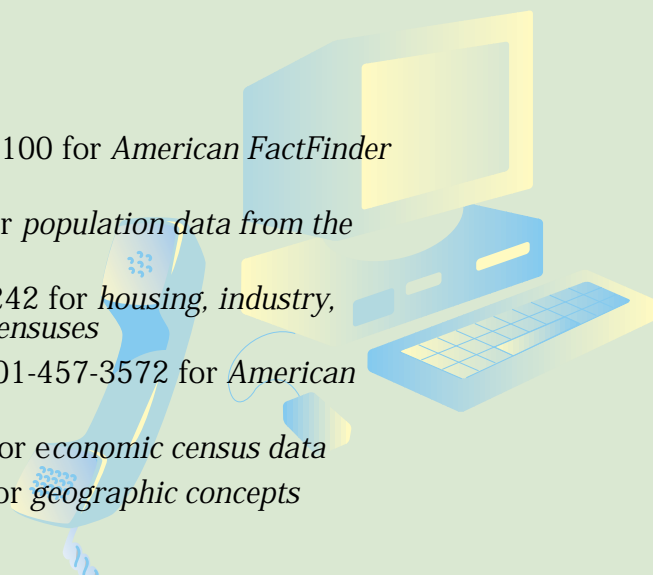 100 for American FactFinder
r population data from the
242 for housing, industry,
ensuses
01-457-3572 for American
or economic census data
or geographic concepts